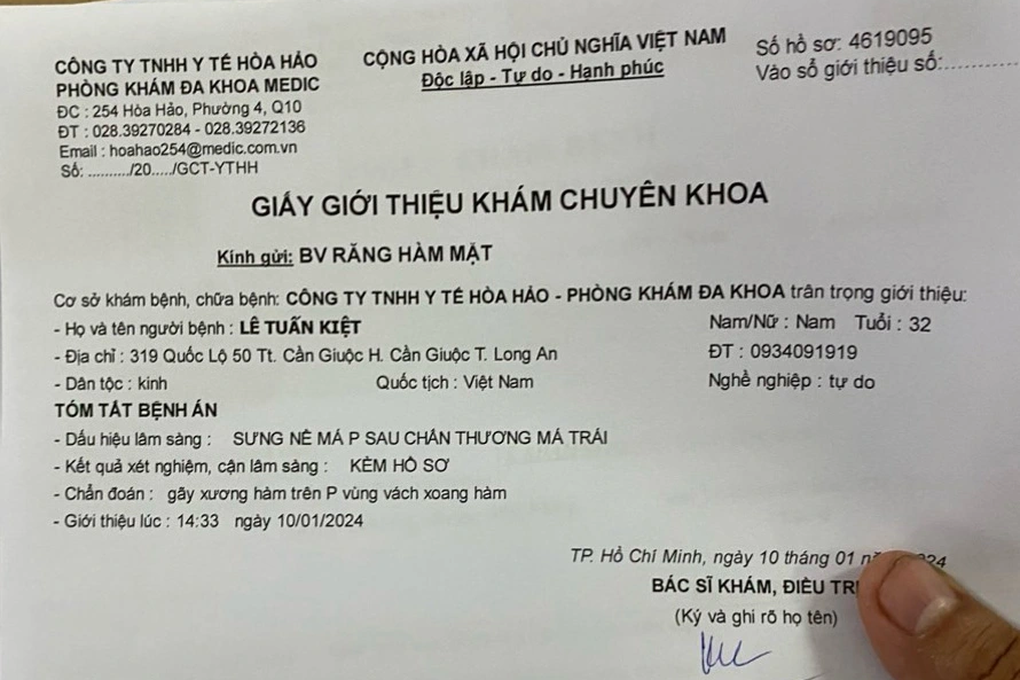 CÔNG TY TNHH Y TẾ HÒA HẢO
PHÒNG KHÁM ĐA KHOA MEDIC
ĐC : 254 Hòa Hảo, Phường 4, Q10
ĐT : 028.39270284 - 028.39272136
Email : hoahao254@medic.com.vn
Số: ........../20...../GCT-YTHH
CỘNG HÒA XÃ HỘI CHỦ NGHĨA VIỆT NAM
Độc lập - Tự do - Hạnh phúc
Số hồ sơ: 4619095
Vào sổ giới thiệu số:............
GIẤY GIỚI THIỆU KHÁM CHUYÊN KHOA
Kính gửi: BV RĂNG HÀM MẶT
Cơ sở khám bệnh, chữa bệnh: CÔNG TY TNHH Y TẾ HÒA HẢO - PHÒNG KHÁM ĐA KHOA trân trọng giới thiệu:
- Họ và tên người bệnh : LÊ TUẤN KIỆT Nam/Nữ : Nam Tuổi : 32
- Địa chỉ : 319 Quốc Lộ 50 Tt. Cần Giuộc H. Cần Giuộc T. Long An ĐT : 0934091919
- Dân tộc : kinh Quốc tịch : Việt Nam Nghề nghiệp : tự do
TÓM TẮT BỆNH ÁN
- Dấu hiệu lâm sàng : SƯNG NỀ MÁ P SAU CHẤN THƯƠNG MÁ TRÁI
- Kết quả xét nghiệm, cận lâm sàng : KÈM HỒ SƠ
- Chẩn đoán : gãy xương hàm trên P vùng vách xoang hàm
- Giới thiệu lúc : 14:33 ngày 10/01/2024
TP. Hồ Chí Minh, ngày 10 tháng 01
BÁC SĨ KHÁM, ĐIỀU TRỊ
(Ký và ghi rõ họ tên)